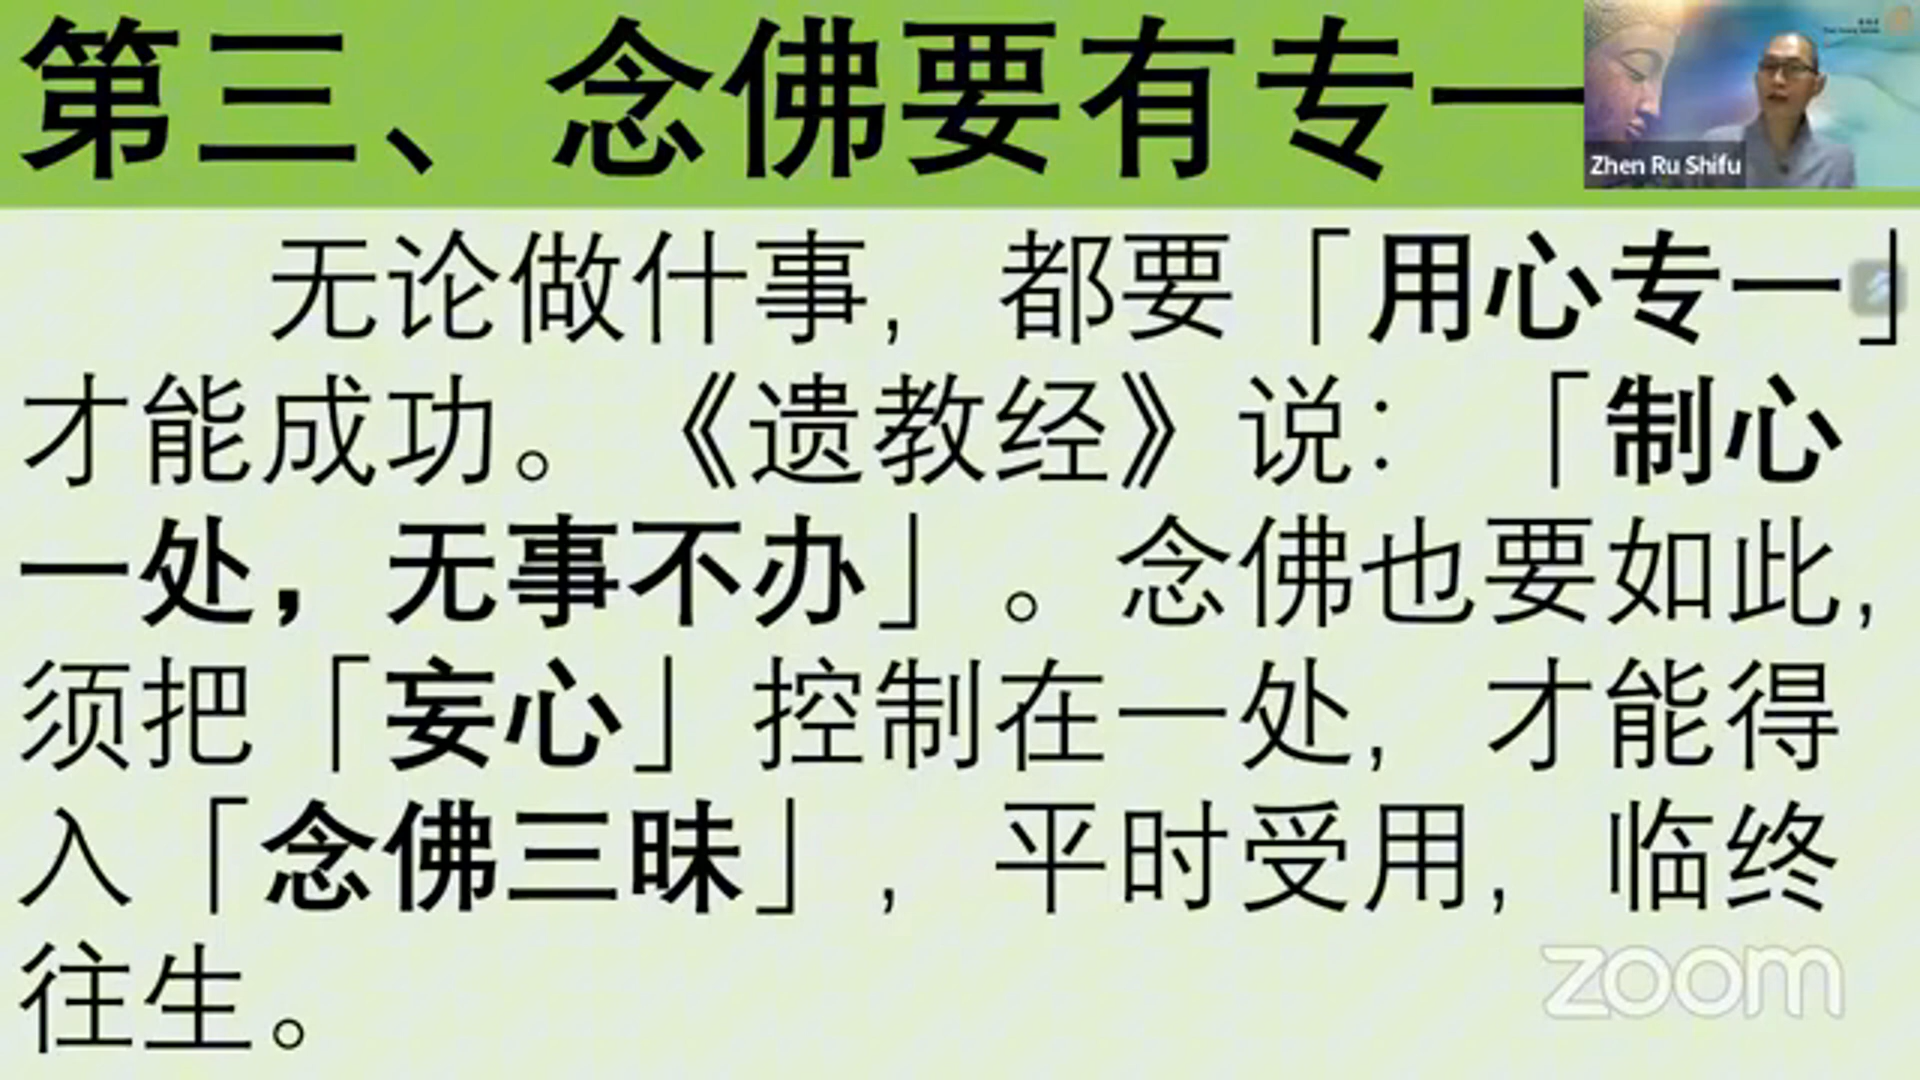 第三、念佛要有专一
Zhen Ru Shifu
无论做什事，都要「用心专一」
才能成功。《遗教经》说：「制心
一处，无事不办」。念佛也要如此，
须把「妄心」控制在一处，才能得
入「念佛三昧」，平时受用，临终
往生。
zoom